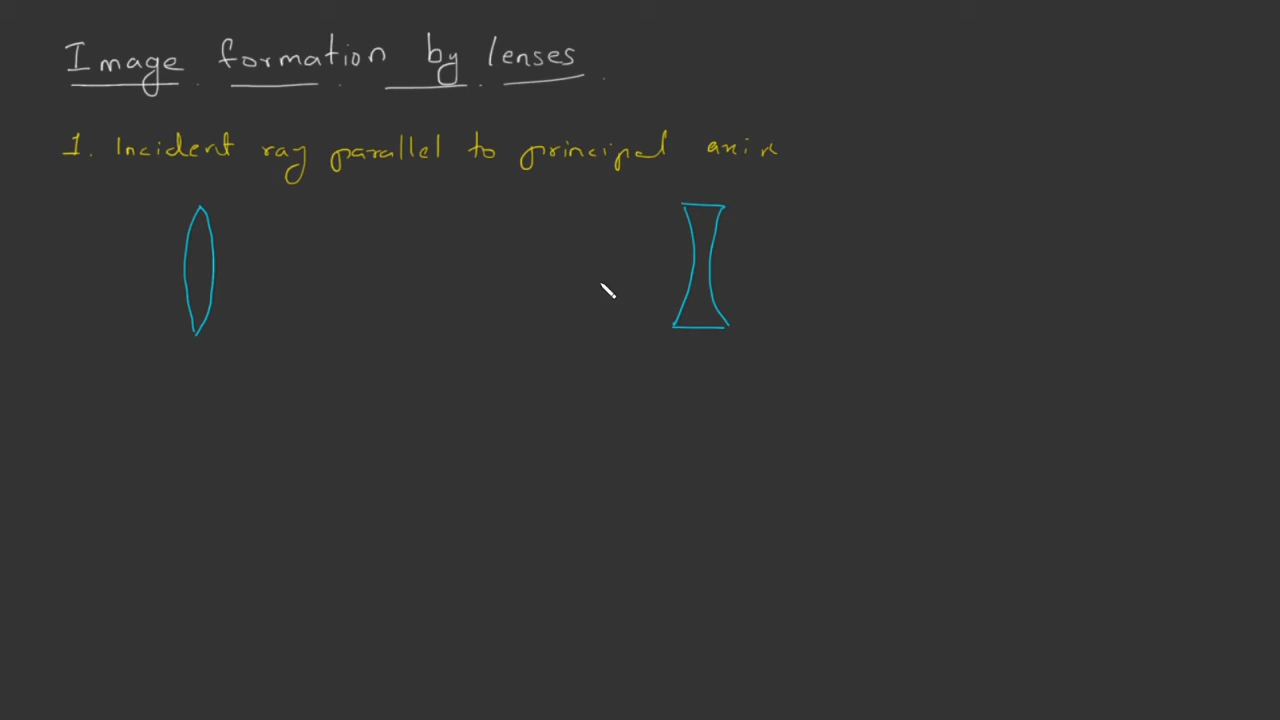 Image formation by lenses
1. Incident ray parallel to principal axis